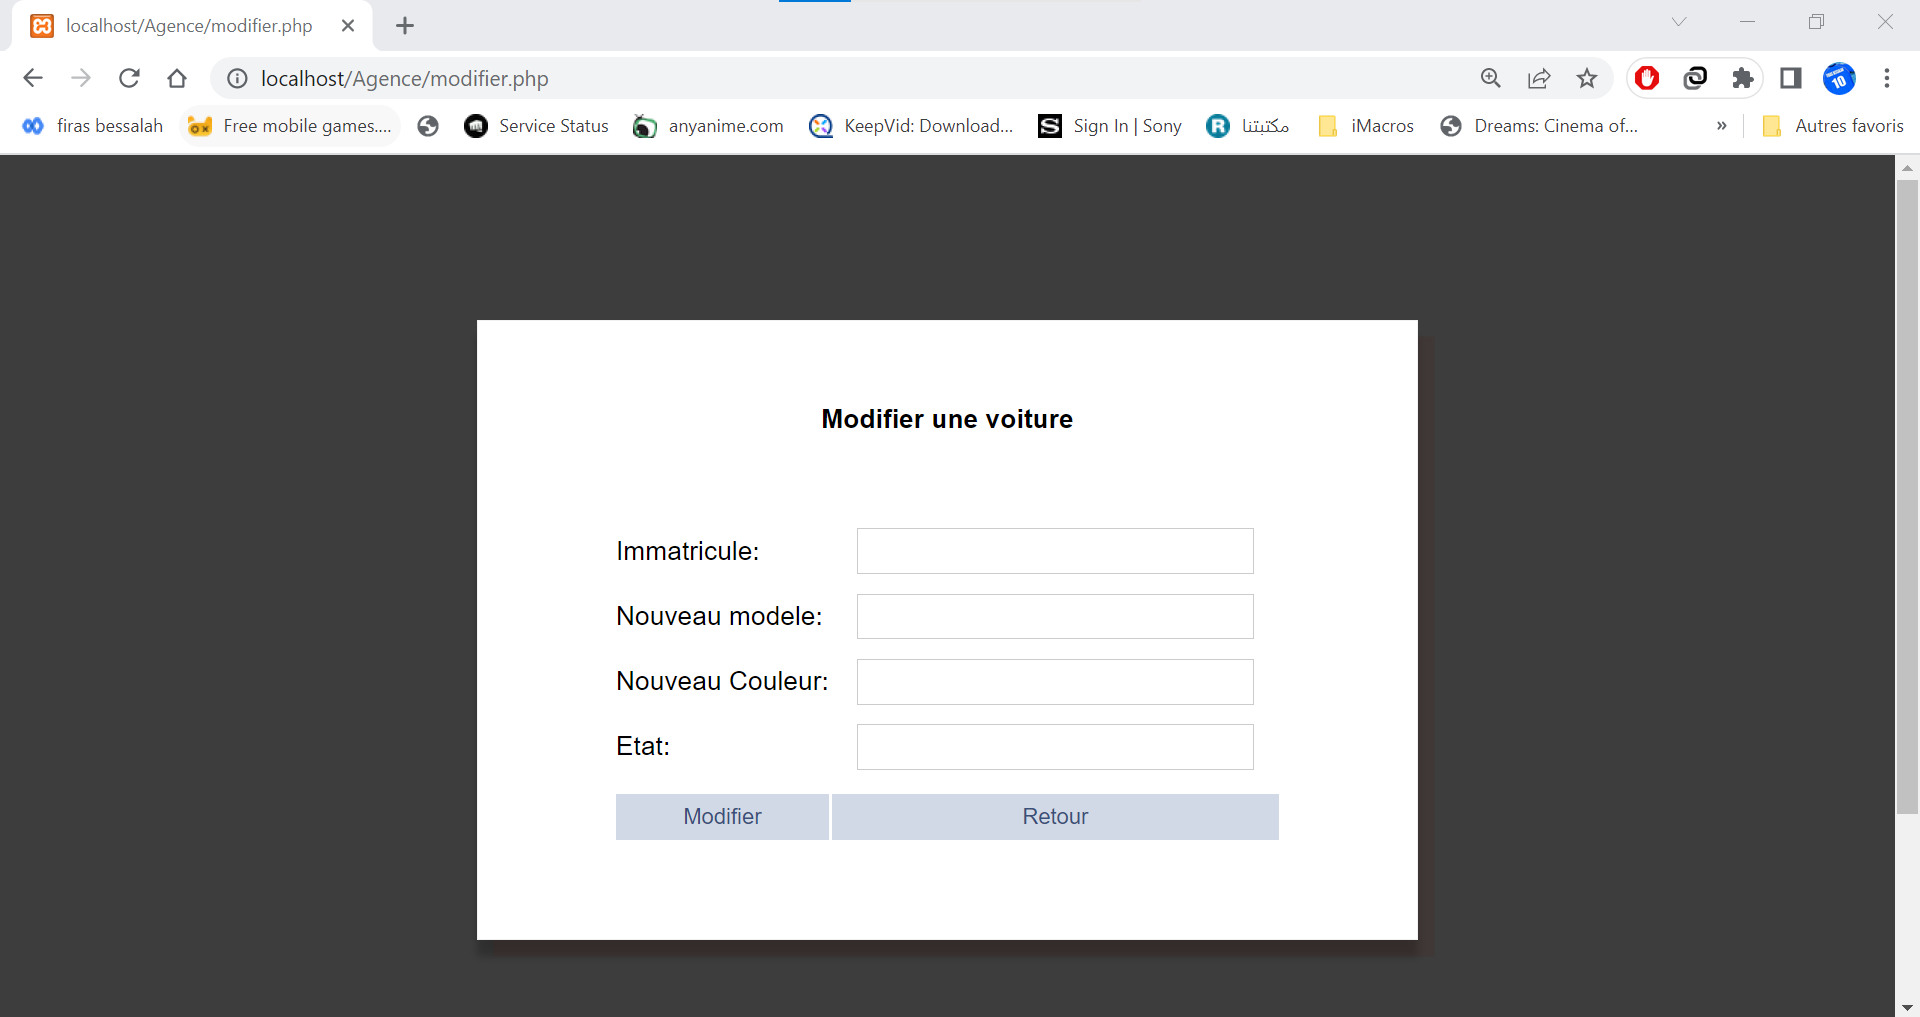 localhost/Agence/modifier.php
localhost/Agence/modifier.php
10
firas bessalah Free mobile games.... Service Status anyanime.com KeepVid: Download... Sign In | Sony مكتبتنا iMacros Dreams: Cinema of... » Autres favoris
Modifier une voiture
Immatricule:
Nouveau modele:
Nouveau Couleur:
Etat:
Modifier Retour